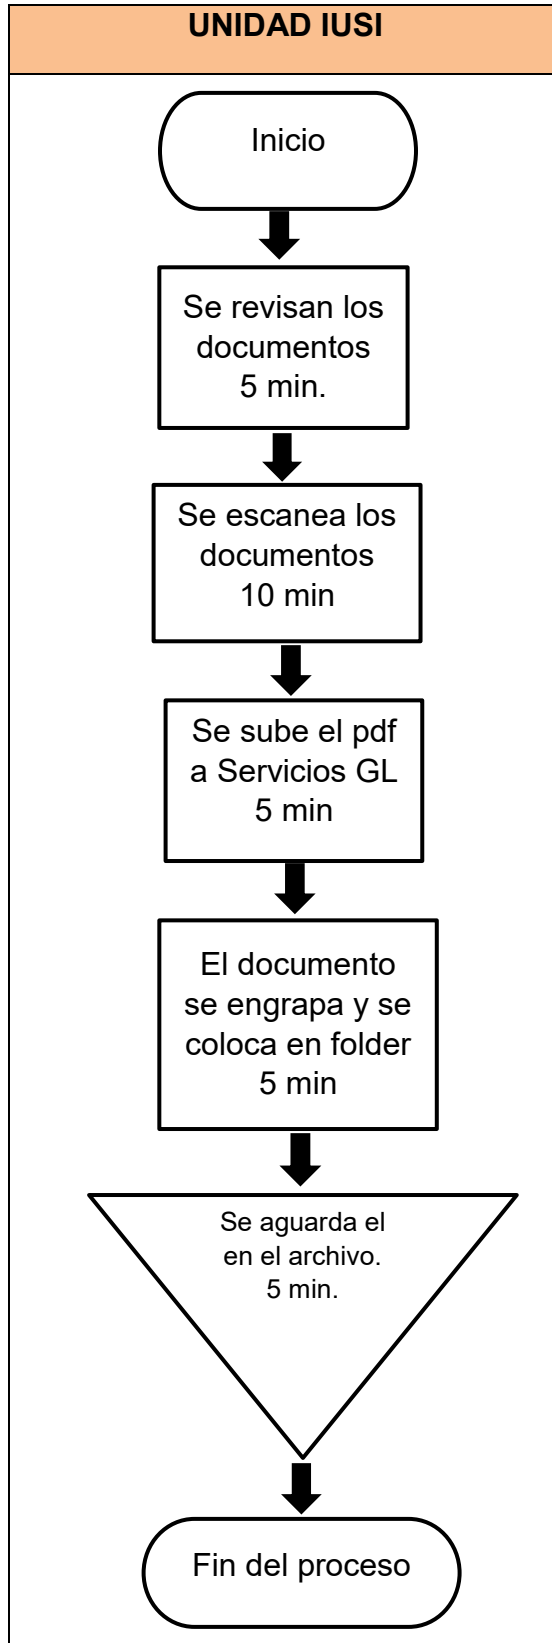 UNIDAD IUSI
Inicio
Se revisan los
documentos
5 min.
Se escanea los
documentos
10 min
Se sube el pdf
a Servicios GL
5 min
El documento
se engrapa y se
coloca en folder
5 min
Se aguarda el
en el archivo.
5 min.
Fin del proceso